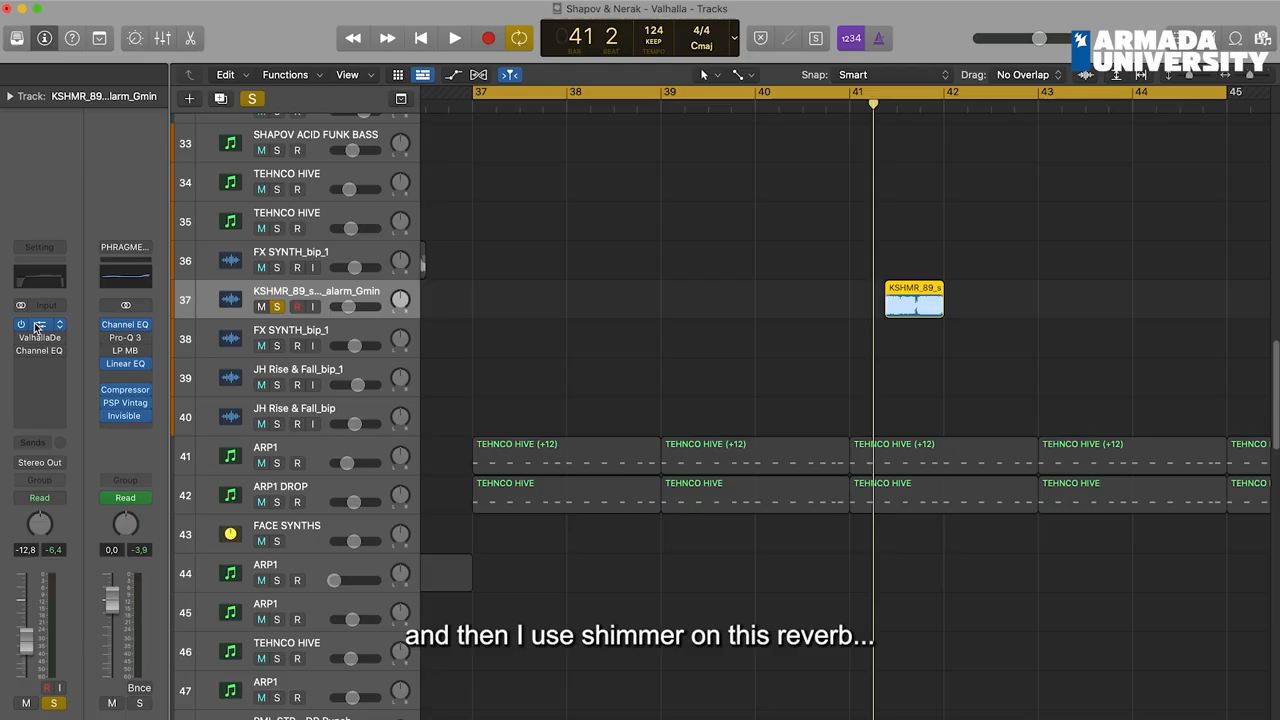 Shapov & Nerak - Valhalla - Tracks
41 2
BAR BEAT
124
KEEP
TEMPO
4/4
Cmaj
1234
ARMADA
UNIVERSITY
Track: KSHMR_89...larm_Gmin
Edit
Functions
View
Snap: Smart
Drag: No Overlap
S
37 38 39 40 41 42 43 44 45
33 SHAPOV ACID FUNK BASS
M S R
34 TEHNCO HIVE
M S R
35 TEHNCO HIVE
M S R
36 FX SYNTH_bip_1
M S R I
37 KSHMR_89_s..._alarm_Gmin
M S R I
KSHMR_89_s
38 FX SYNTH_bip_1
M S R I
39 JH Rise & Fall_bip_1
M S R I
40 JH Rise & Fall_bip
M S R I
41 ARP1
M S R
TEHNCO HIVE (+12) TEHNCO HIVE (+12) TEHNCO HIVE (+12) TEHNCO HIVE (+12) TEHNCO
42 ARP1 DROP
M S R
TEHNCO HIVE TEHNCO HIVE TEHNCO HIVE TEHNCO HIVE TEHNCO
43 FACE SYNTHS
M S
44 ARP1
M S R
45 ARP1
M S R
46 TEHNCO HIVE
M S R
47 ARP1
M S R
Setting
PHRAGME...
Input
Channel EQ
ValhallaDe
Pro-Q 3
Channel EQ
LP MB
Linear EQ
Compressor
PSP Vintag
Invisible
Sends
Stereo Out
Group
Group
Read
Read
-12,8 -6,4
0,0 -3,9
R I
Bnce
M S
M S
and then I use shimmer on this reverb...